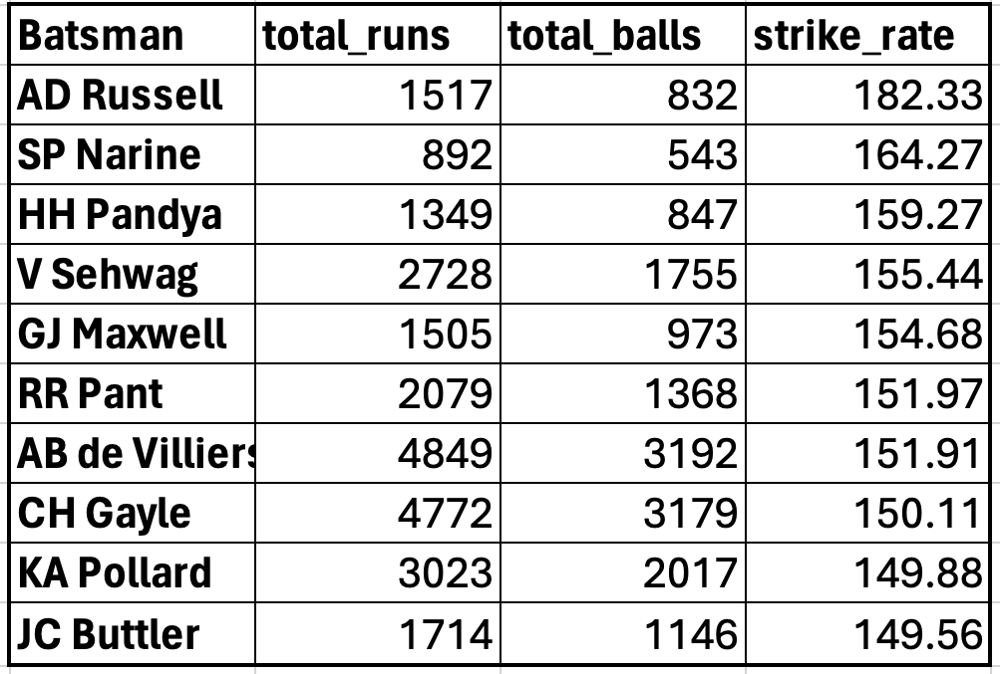 Batsman total_runs total_balls strike_rate
AD Russell 1517 832 182.33
SP Narine 892 543 164.27
HH Pandya 1349 847 159.27
V Sehwag 2728 1755 155.44
GJ Maxwell 1505 973 154.68
RR Pant 2079 1368 151.97
AB de Villiers 4849 3192 151.91
CH Gayle 4772 3179 150.11
KA Pollard 3023 2017 149.88
JC Buttler 1714 1146 149.56